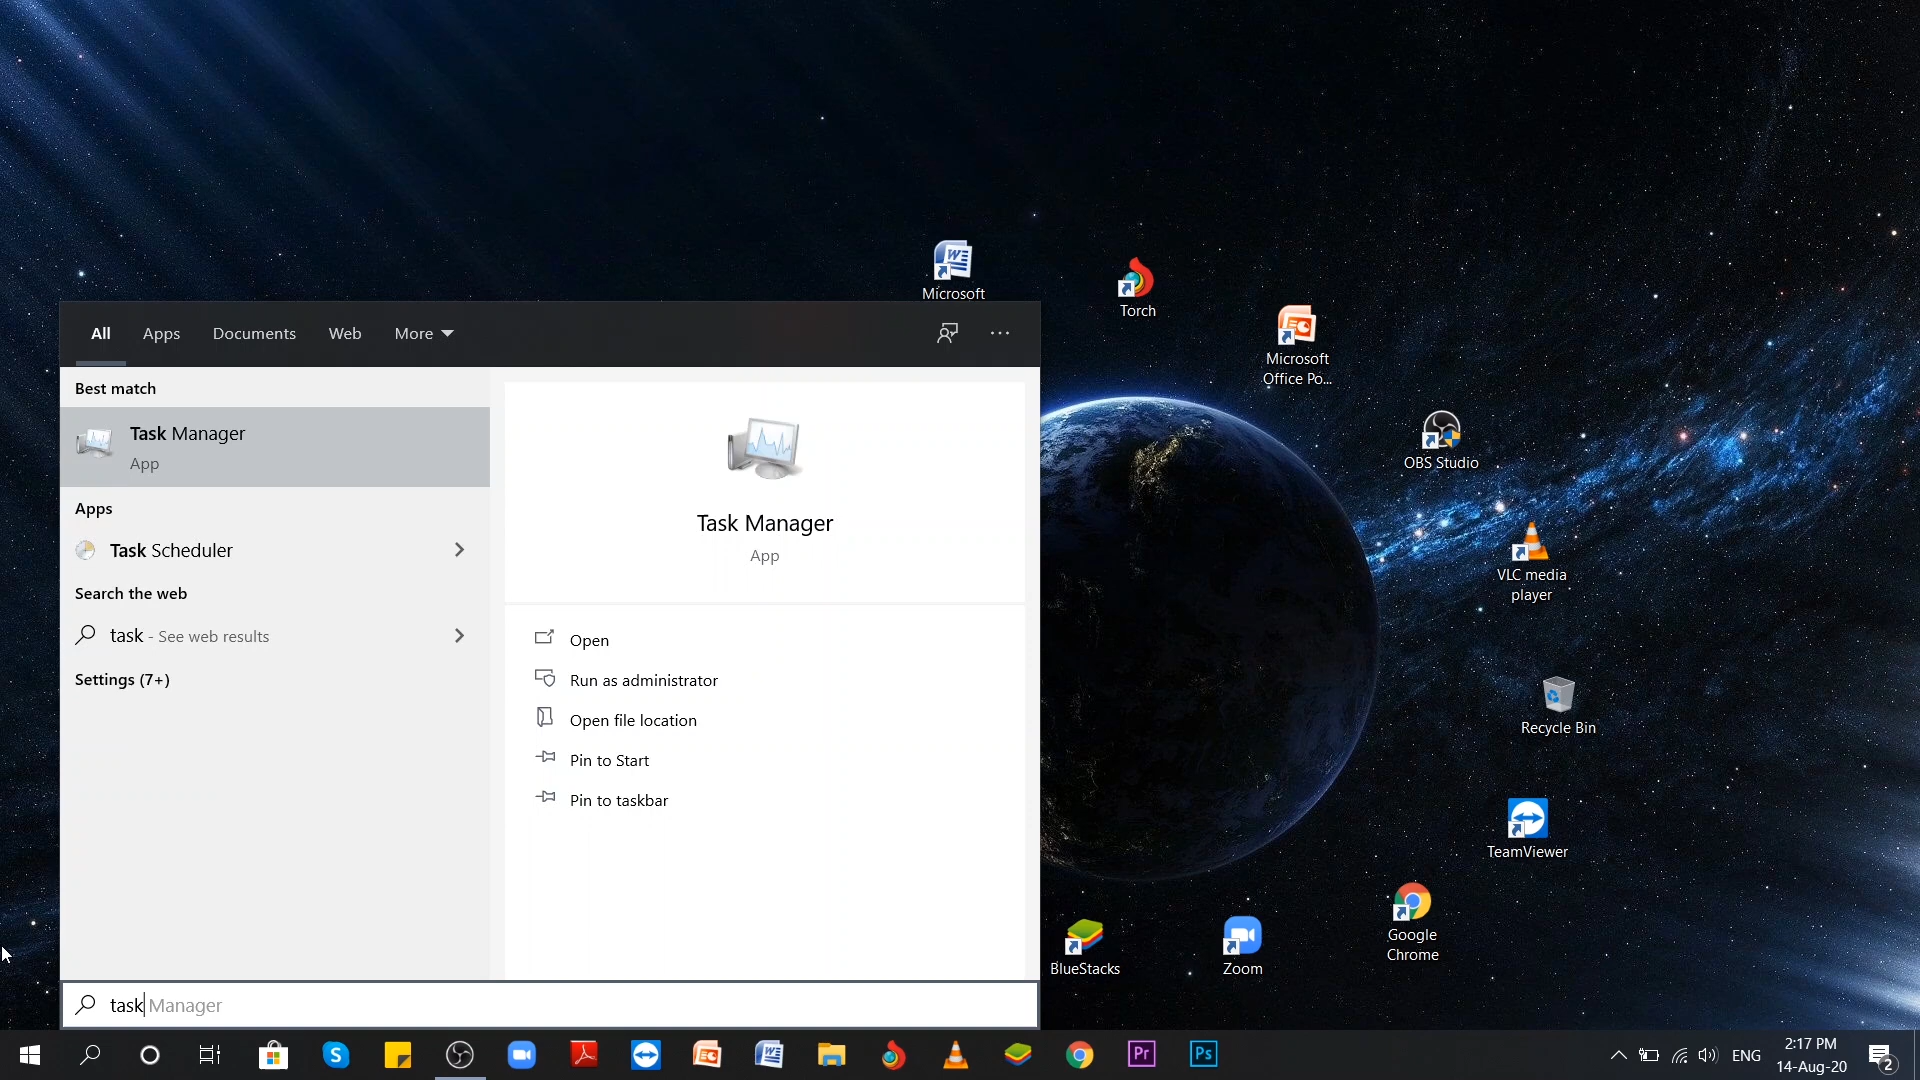 Microsoft
Torch
Microsoft
Office Po...
OBS Studio
VLC media
player
Recycle Bin
TeamViewer
Google
Chrome
BlueStacks
Zoom
All
Apps
Documents
Web
More
Best match
Task Manager
App
Apps
Task Scheduler
Search the web
task - See web results
Settings (7+)
Task Manager
App
Open
Run as administrator
Open file location
Pin to Start
Pin to taskbar
task Manager
S
W
Pr
Ps
ENG
2:17 PM
14-Aug-20
2